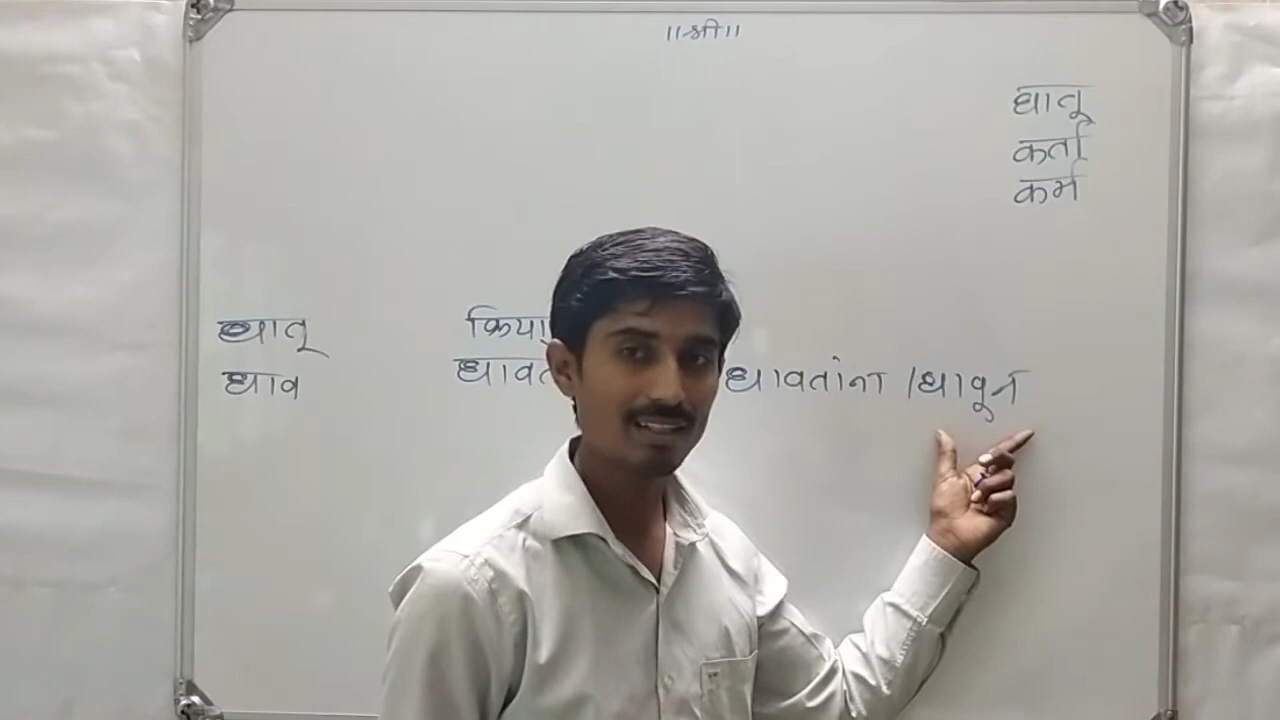 ॥श्री॥
धातू
कर्ता
कर्म
धातू
धाव धावतांना / धावून